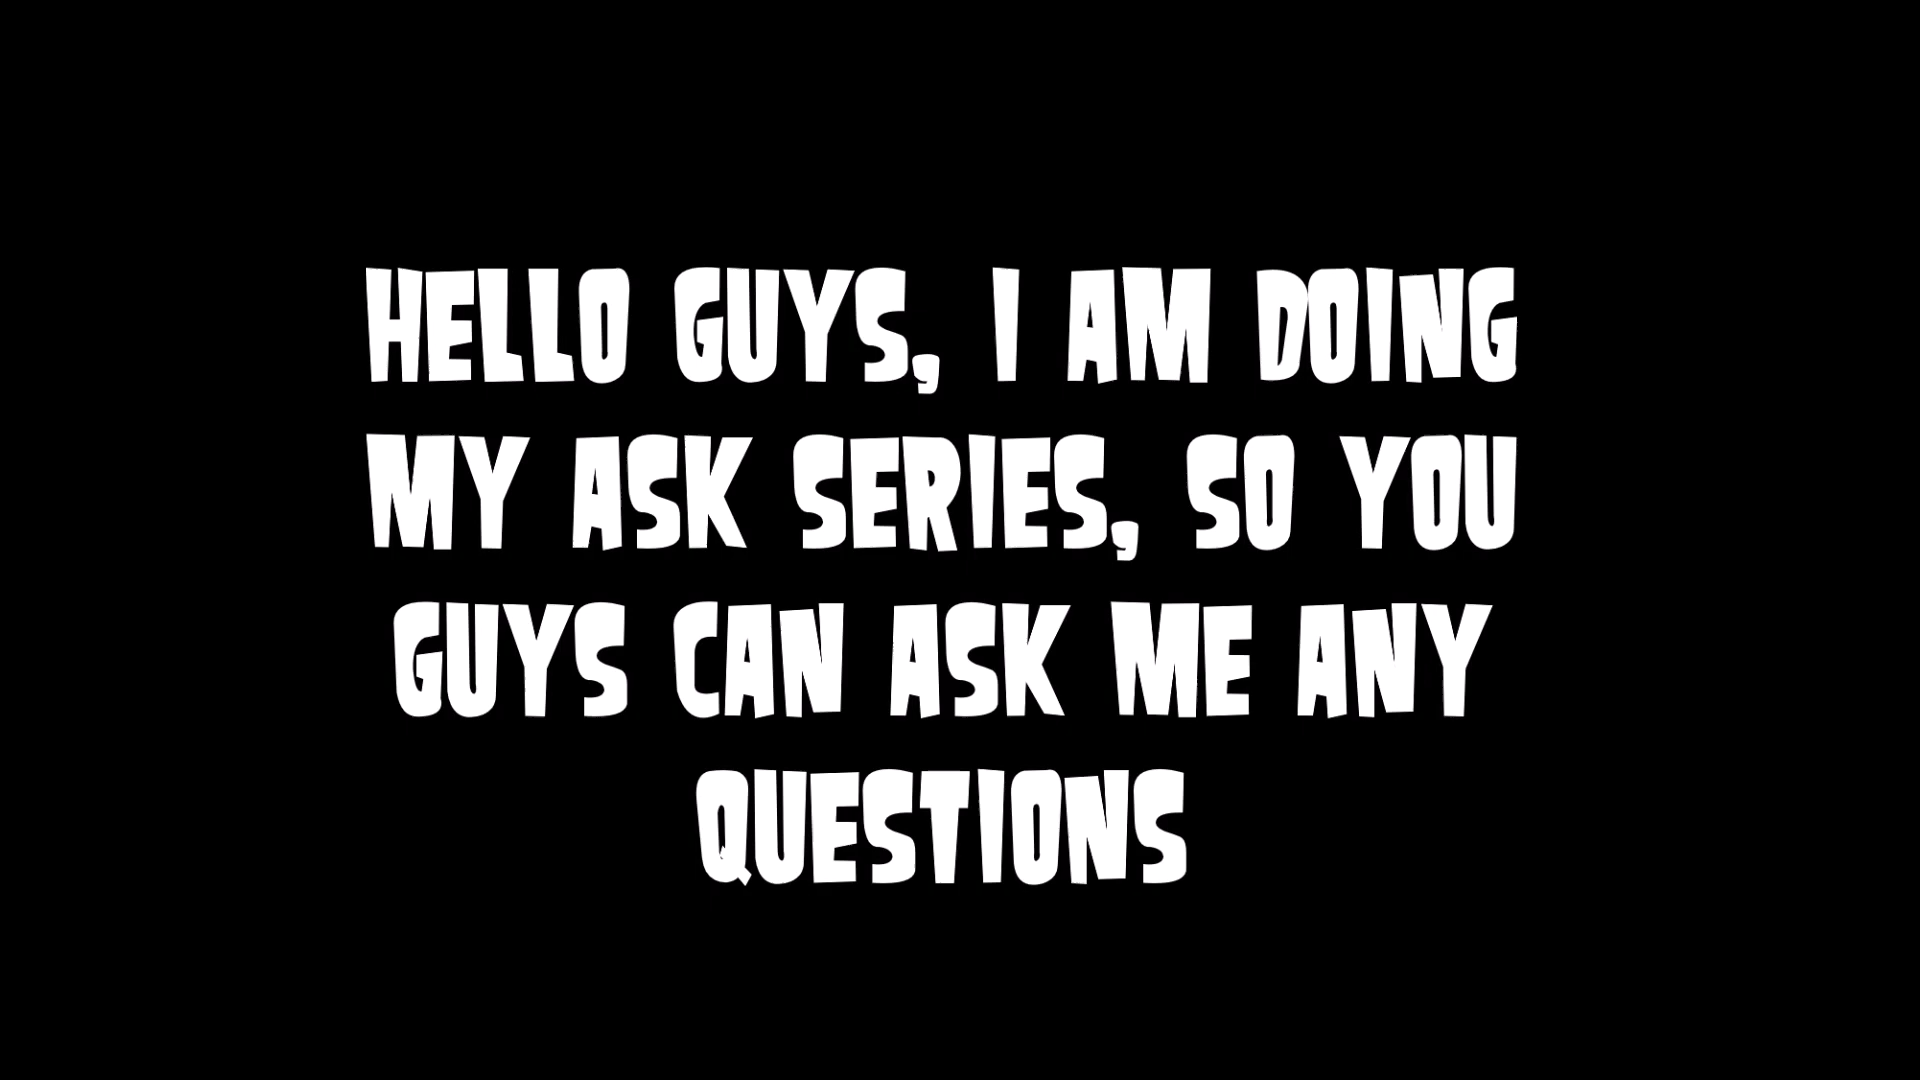 HELLO GUYS, I AM DOING
MY ASK SERIES, SO YOU
GUYS CAN ASK ME ANY
QUESTIONS